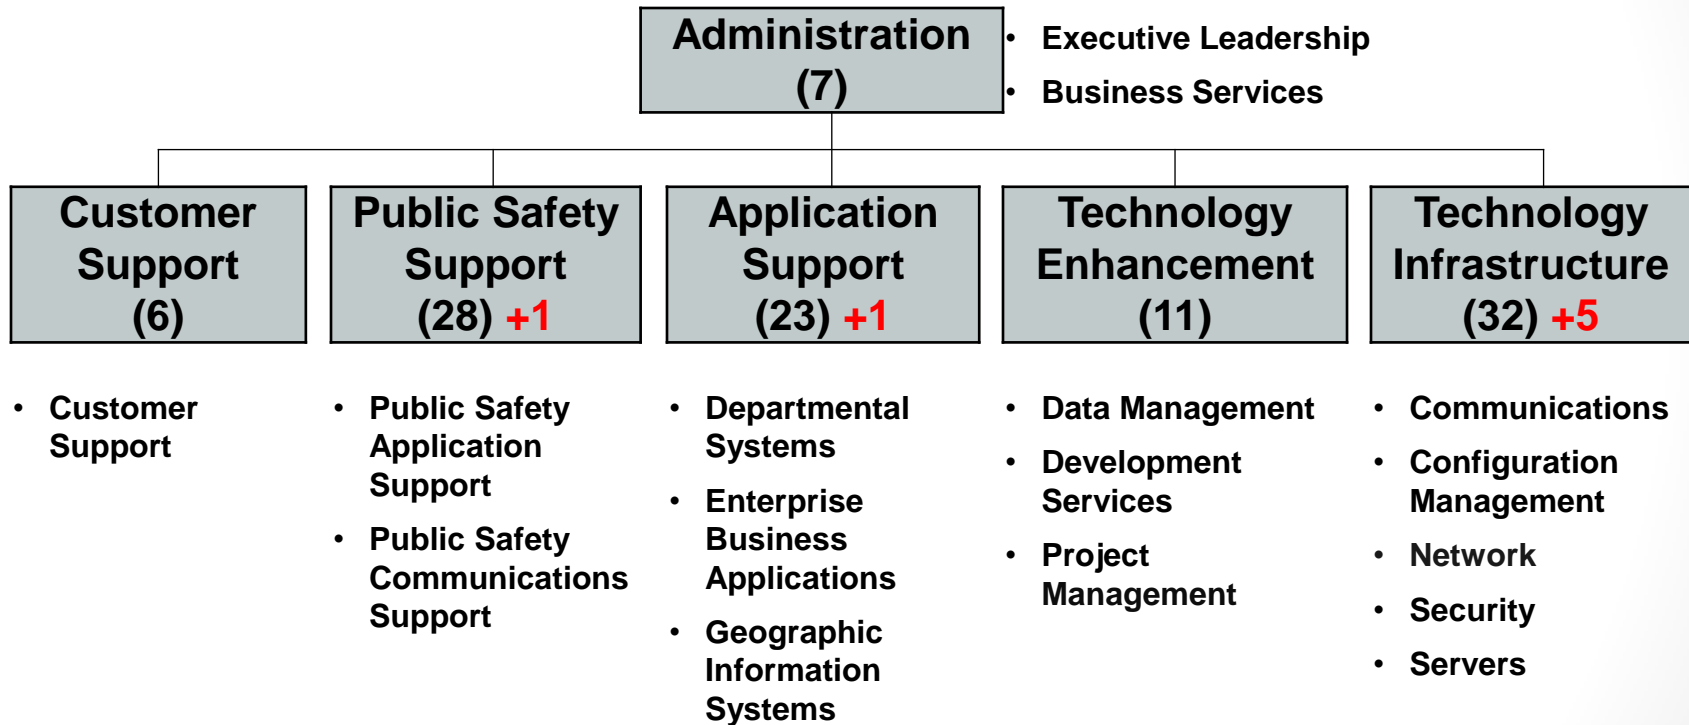 Administration
(7)
• Executive Leadership
• Business Services
Customer
Support
(6)
Public Safety
Support
(28) +1
Application
Support
(23) +1
Technology
Enhancement
(11)
Technology
Infrastructure
(32) +5
• Customer
Support
• Public Safety
Application
Support
• Public Safety
Communications
Support
• Departmental
Systems
• Enterprise
Business
Applications
• Geographic
Information
Systems
• Data Management
• Development
Services
• Project
Management
• Communications
• Configuration
Management
• Network
• Security
• Servers